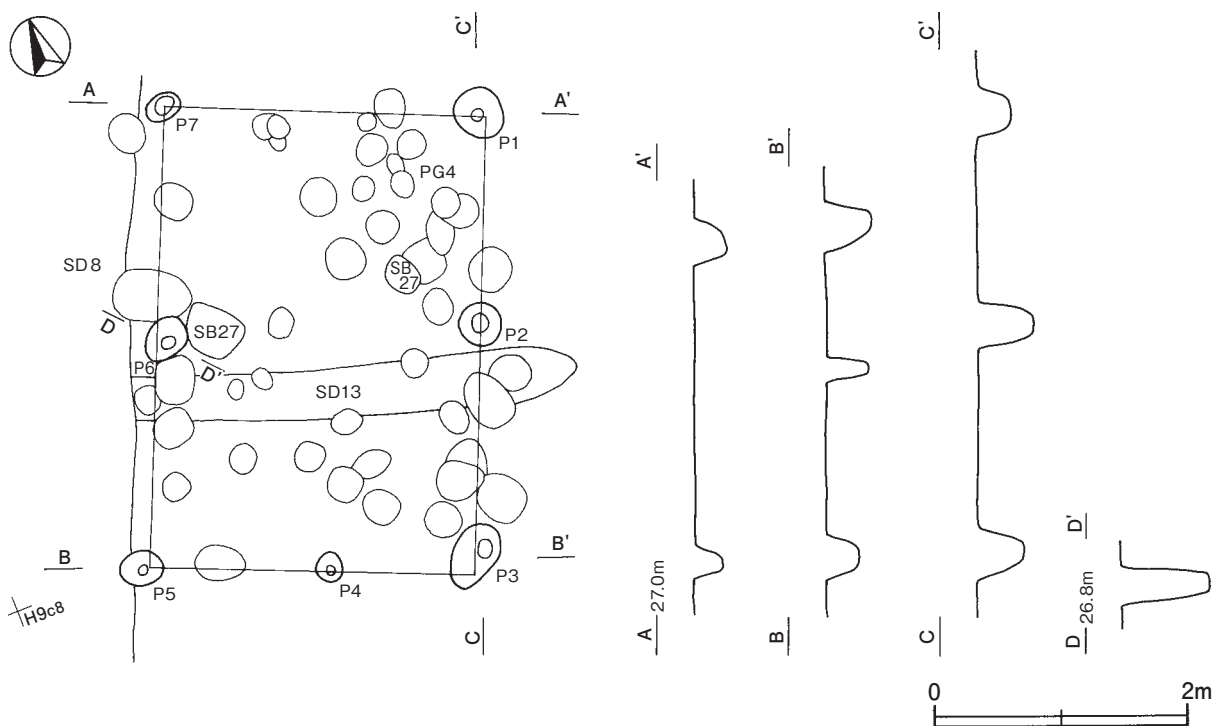 C'
A
A'
P7
P1
PG4
SD8
SB
27
D
SB27
P2
P6
D'
SD13
B
B'
P5
P4
P3
H9c8
C
A'
A 27.0m
B'
B
C'
C
D'
D 26.8m
0 2m